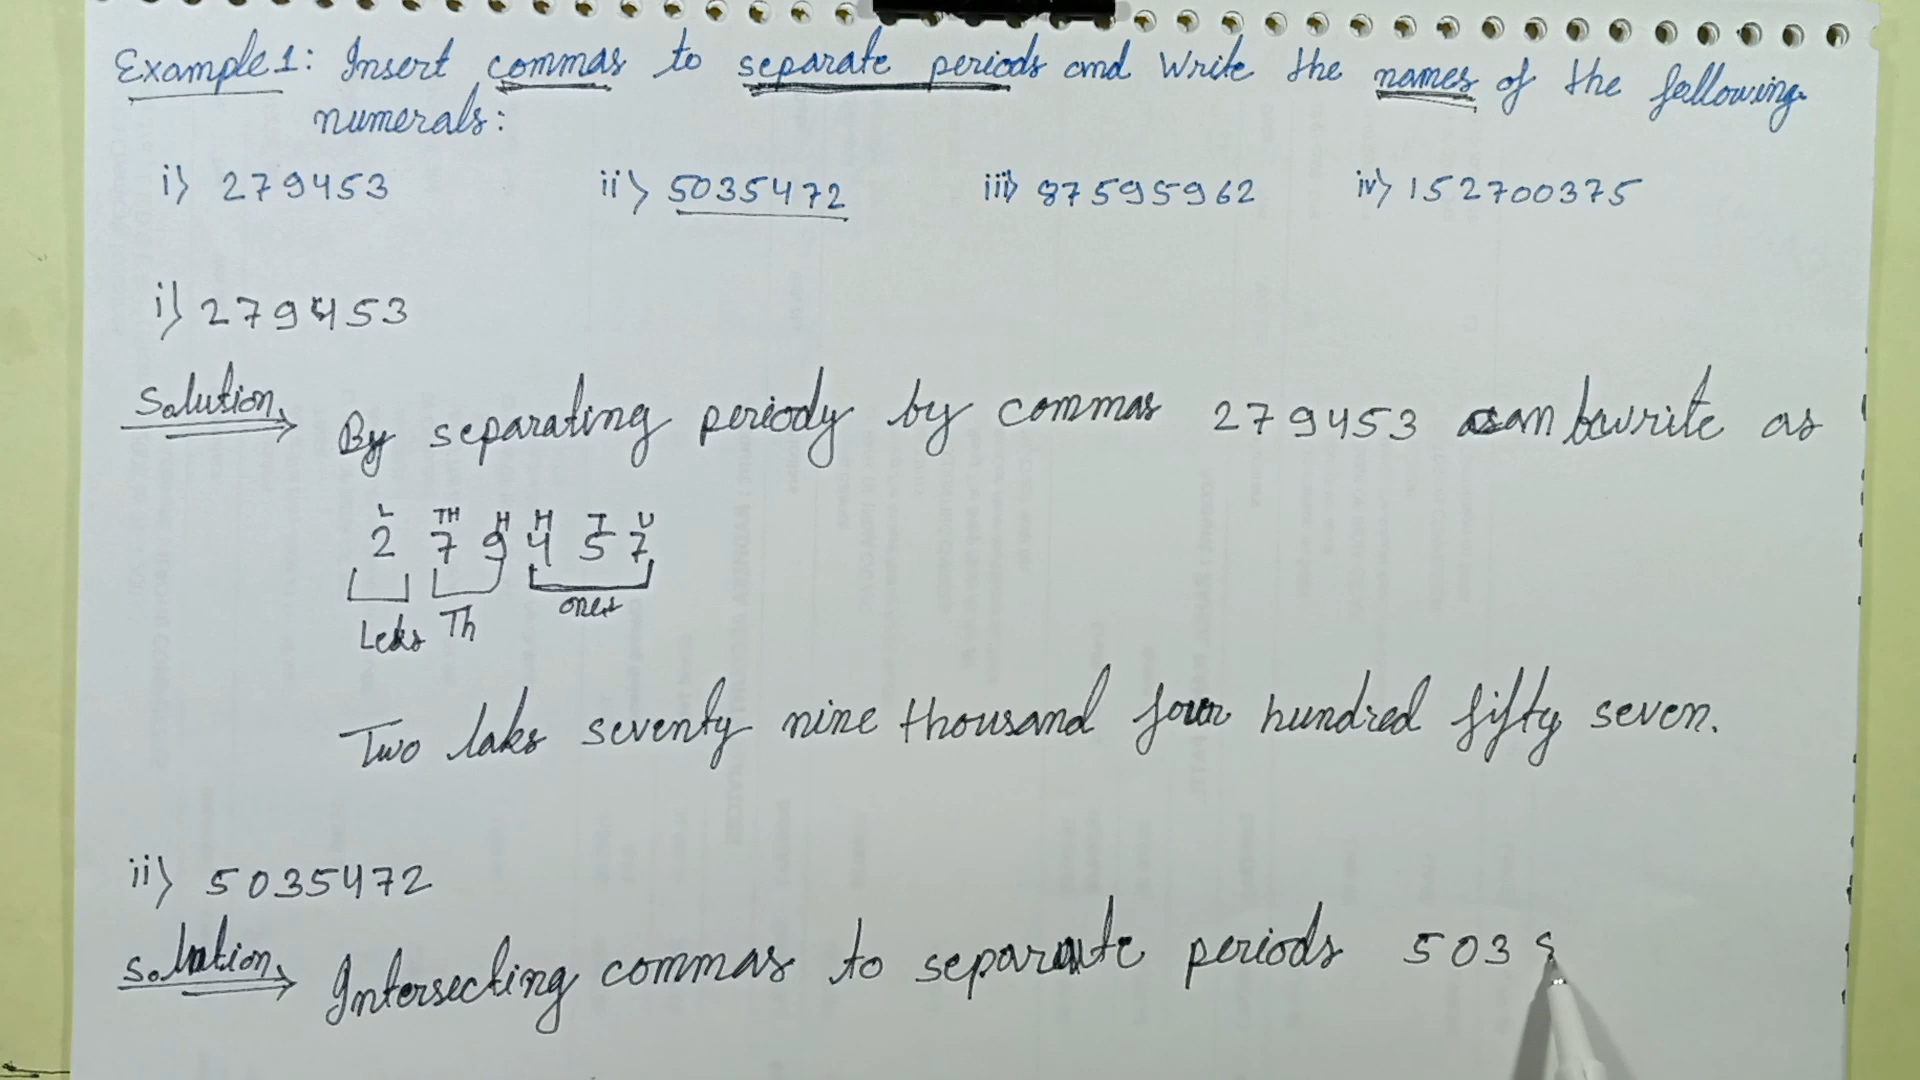 Example 1: Insert commas to separate periods and Write the names of the following
numerals:
i) 279453 ii) 5035472 iii) 87595962 iv) 152700375
i) 279453
Solution By separating periody by commas 279453 can be write as
L TH H H T U
2 7 9 4 5 7
Leks Th ones
Two laks seventy nine thousand four hundred fifty seven.
ii) 5035472
Solution Intersecting commas to separate periods 5035